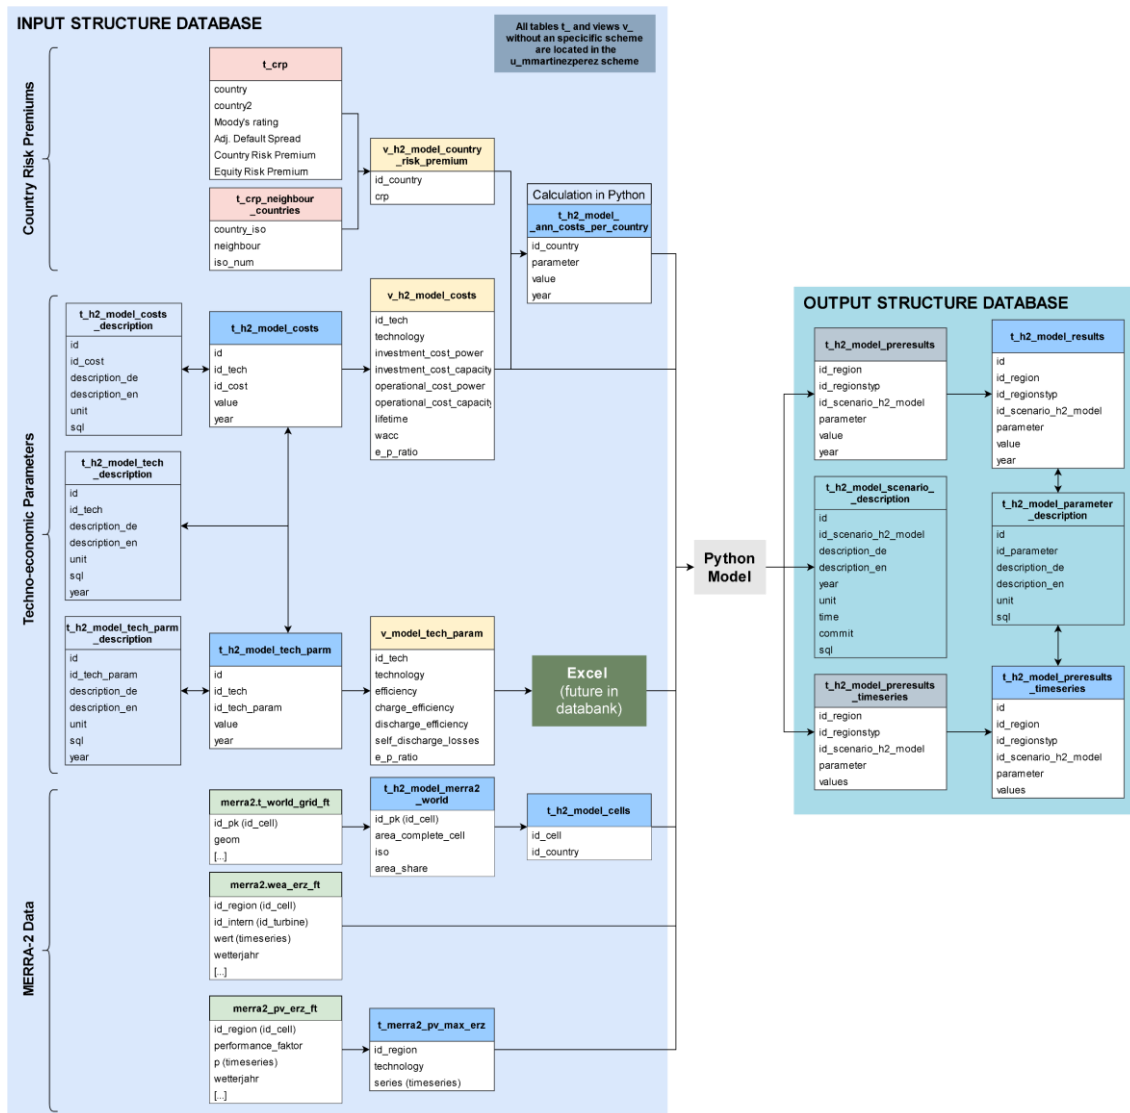 INPUT STRUCTURE DATABASE
All tables t_ and views v_
without an specicific scheme
are located in the
u_mmartinezperez scheme
Country Risk Premiums
t_crp
country
country2
Moody's rating
Adj. Default Spread
Country Risk Premium
Equity Risk Premium
t_crp_neighbour
_countries
country_iso
neighbour
iso_num
v_h2_model_country
_risk_premium
id_country
crp
Calculation in Python
t_h2_model_
_ann_costs_per_country
id_country
parameter
value
year
Techno-economic Parameters
t_h2_model_costs
_description
id
id_cost
description_de
description_en
unit
sql
t_h2_model_costs
id
id_tech
id_cost
value
year
v_h2_model_costs
id_tech
technology
investment_cost_power
investment_cost_capacity
operational_cost_power
operational_cost_capacity
lifetime
wacc
e_p_ratio
t_h2_model_tech
_description
id
id_tech
description_de
description_en
unit
sql
year
t_h2_model_tech_parm
_description
id
id_tech_param
description_de
description_en
unit
sql
year
t_h2_model_tech_parm
id
id_tech
id_tech_param
value
year
v_model_tech_param
id_tech
technology
efficiency
charge_efficiency
discharge_efficiency
self_discharge_losses
e_p_ratio
Excel
(future in
databank)
MERRA-2 Data
merra2.t_world_grid_ft
id_pk (id_cell)
geom
[...]
t_h2_model_merra2
_world
id_pk (id_cell)
area_complete_cell
iso
area_share
t_h2_model_cells
id_cell
id_country
merra2.wea_erz_ft
id_region (id_cell)
id_intern (id_turbine)
wert (timeseries)
wetterjahr
[...]
merra2_pv_erz_ft
id_region (id_cell)
performance_faktor
p (timeseries)
wetterjahr
[...]
t_merra2_pv_max_erz
id_region
technology
series (timeseries)
Python
Model
OUTPUT STRUCTURE DATABASE
t_h2_model_preresults
id_region
id_regionstyp
id_scenario_h2_model
parameter
value
year
t_h2_model_results
id
id_region
id_regionstyp
id_scenario_h2_model
parameter
value
year
t_h2_model_scenario_
_description
id
id_scenario_h2_model
description_de
description_en
year
unit
time
commit
sql
t_h2_model_parameter
_description
id
id_parameter
description_de
description_en
unit
sql
t_h2_model_preresults
_timeseries
id_region
id_regionstyp
id_scenario_h2_model
parameter
values
t_h2_model_preresults
_timeseries
id
id_region
id_regionstyp
id_scenario_h2_model
parameter
values